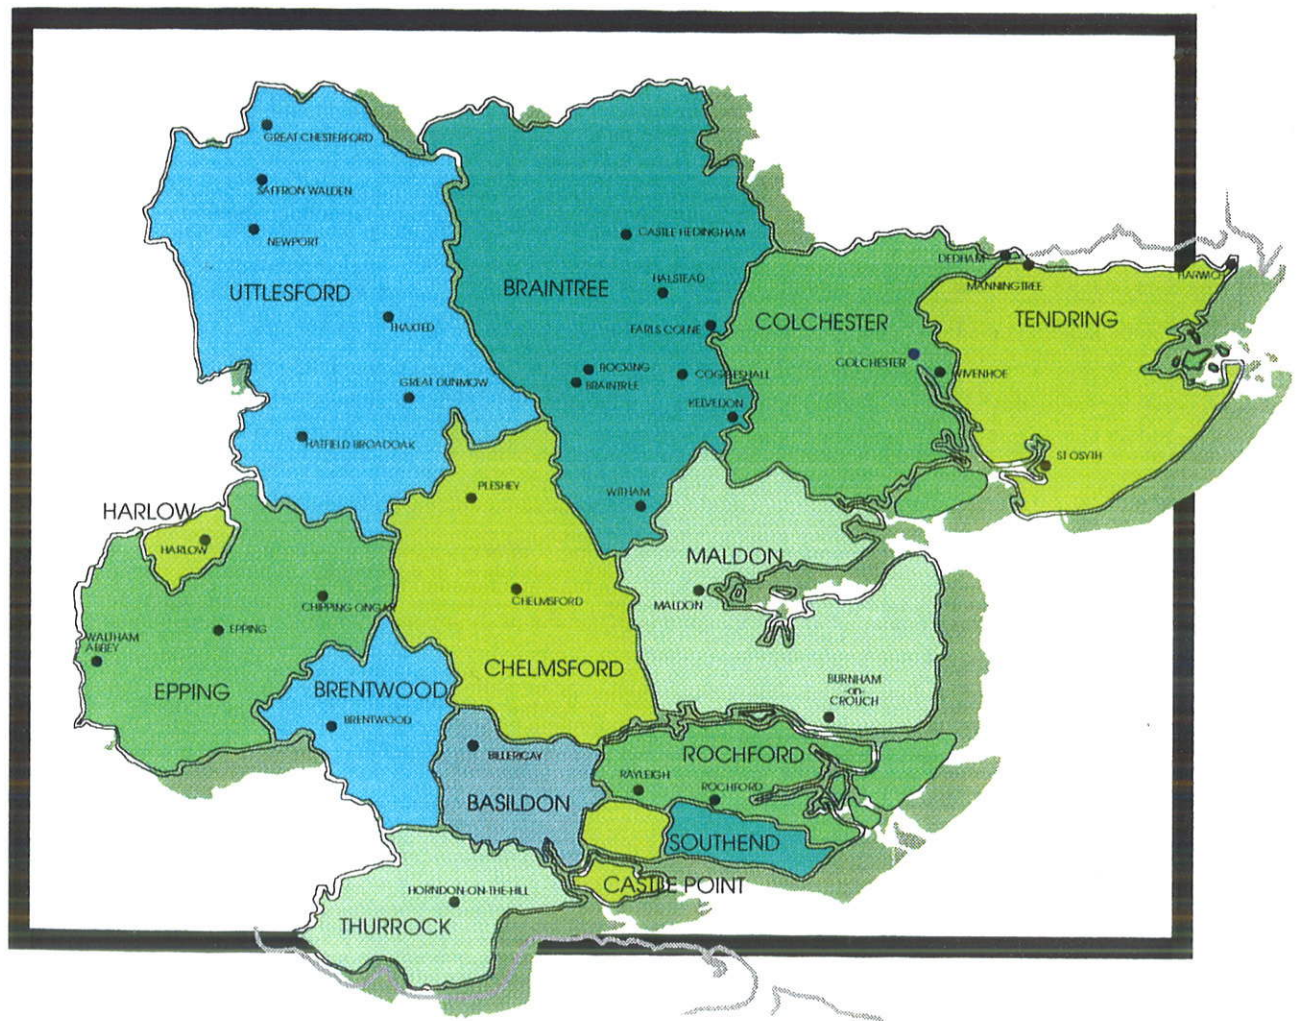 GREAT CHESTERFORD
SAFFRON WALDEN
NEWPORT
UTTLESFORD
THAXTED
GREAT DUNMOW
HATFIELD BROADOAK
CASTLE HEDINGHAM
HALSTEAD
BRAINTREE
EARLS COLNE
BOCKING
BRAINTREE
COGGESHALL
KELVEDON
WITHAM
DEDHAM
MANNINGTREE
HARWICH
COLCHESTER
COLCHESTER
WIVENHOE
TENDRING
ST OSYTH
HARLOW
HARLOW
PLESHEY
CHELMSFORD
CHELMSFORD
MALDON
MALDON
BURNHAM
-on-
CROUCH
CHIPPING ONGAR
EPPING
WALTHAM
ABBEY
EPPING
BRENTWOOD
BRENTWOOD
BILLERICAY
BASILDON
ROCHFORD
RAYLEIGH
ROCHFORD
SOUTHEND
CASTLE POINT
HORNDON-ON-THE-HILL
THURROCK